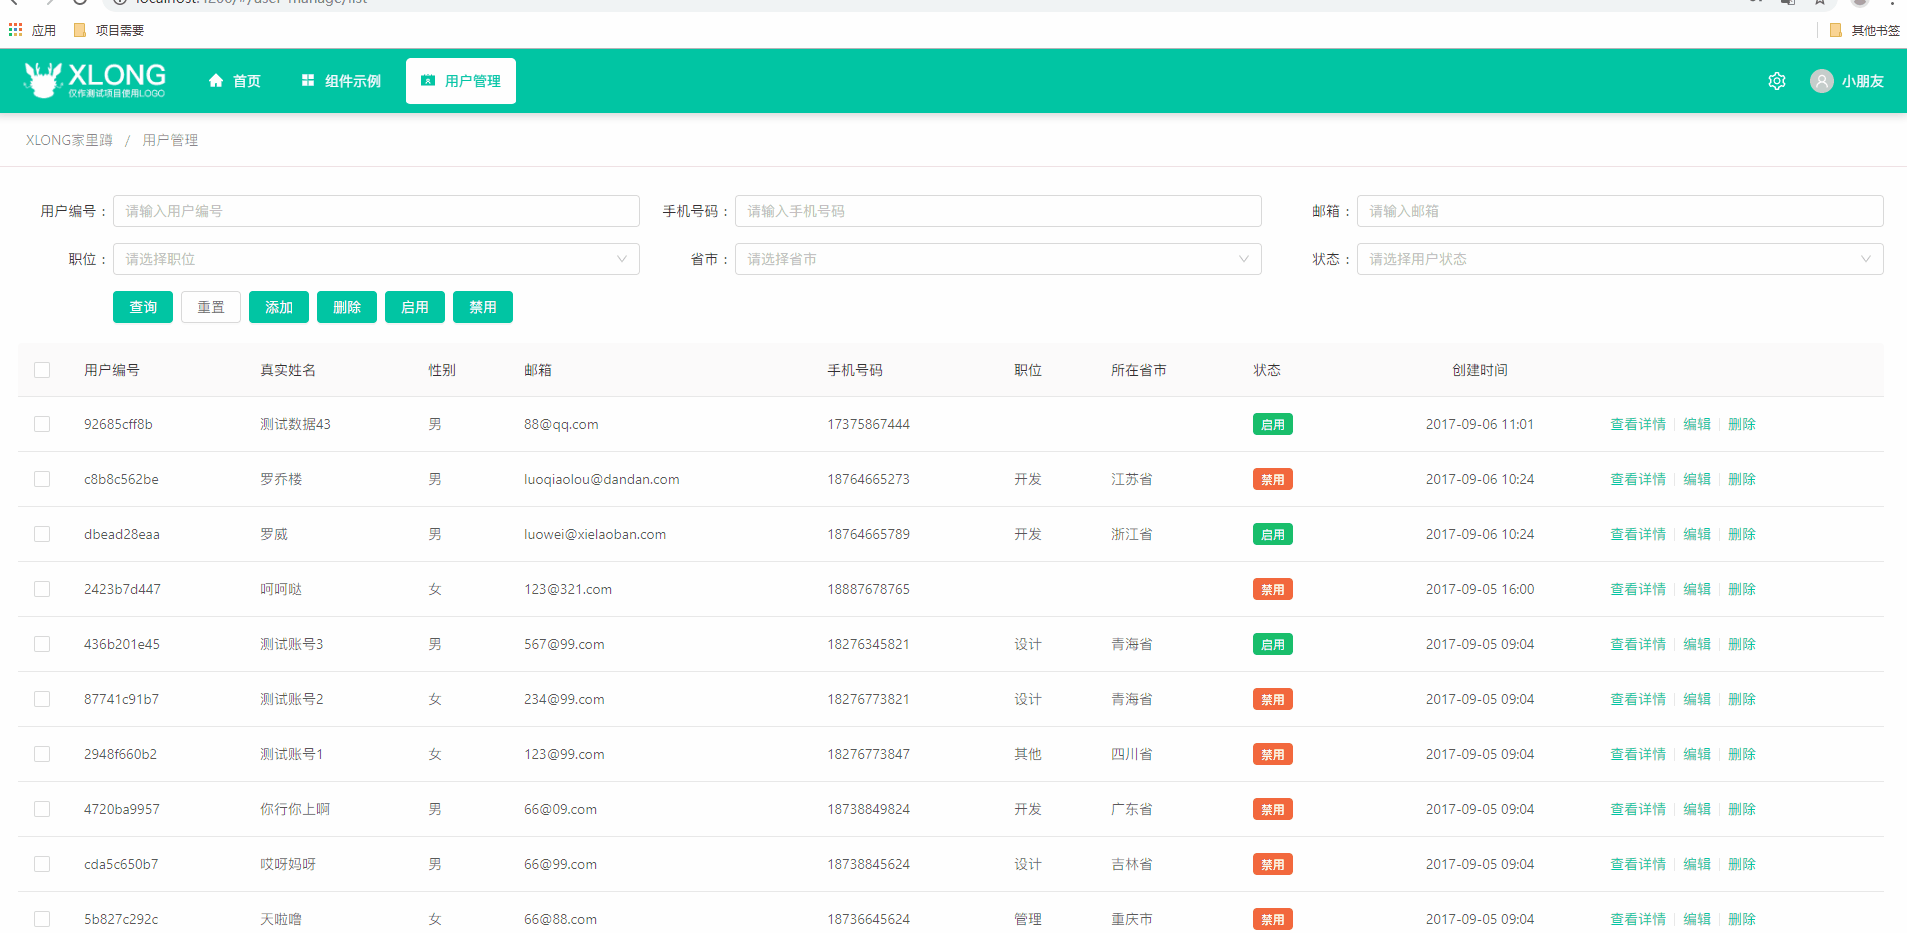 localhost:4200/#/user-manage/list
应用 项目需要 其他书签
XLONG
仅作测试项目使用LOGO
首页 组件示例 用户管理 小朋友
XLONG家里蹲 / 用户管理
用户编号： 请输入用户编号 手机号码： 请输入手机号码 邮箱： 请输入邮箱
职位： 请选择职位 省市： 请选择省市 状态： 请选择用户状态
查询 重置 添加 删除 启用 禁用
用户编号 真实姓名 性别 邮箱 手机号码 职位 所在省市 状态 创建时间
92685cff8b 测试数据43 男 88@qq.com 17375867444 启用 2017-09-06 11:01 查看详情 编辑 删除
c8b8c562be 罗乔楼 男 luoqiaolou@dandan.com 18764665273 开发 江苏省 禁用 2017-09-06 10:24 查看详情 编辑 删除
dbead28eaa 罗威 男 luowei@xielaoban.com 18764665789 开发 浙江省 启用 2017-09-06 10:24 查看详情 编辑 删除
2423b7d447 呵呵哒 女 123@321.com 18887678765 禁用 2017-09-05 16:00 查看详情 编辑 删除
436b201e45 测试账号3 男 567@99.com 18276345821 设计 青海省 启用 2017-09-05 09:04 查看详情 编辑 删除
87741c91b7 测试账号2 女 234@99.com 18276773821 设计 青海省 禁用 2017-09-05 09:04 查看详情 编辑 删除
2948f660b2 测试账号1 女 123@99.com 18276773847 其他 四川省 禁用 2017-09-05 09:04 查看详情 编辑 删除
4720ba9957 你行你上啊 男 66@09.com 18738849824 开发 广东省 禁用 2017-09-05 09:04 查看详情 编辑 删除
cda5c650b7 哎呀妈呀 男 66@99.com 18738845624 设计 吉林省 禁用 2017-09-05 09:04 查看详情 编辑 删除
5b827c292c 天啦噜 女 66@88.com 18736645624 管理 重庆市 禁用 2017-09-05 09:04 查看详情 编辑 删除